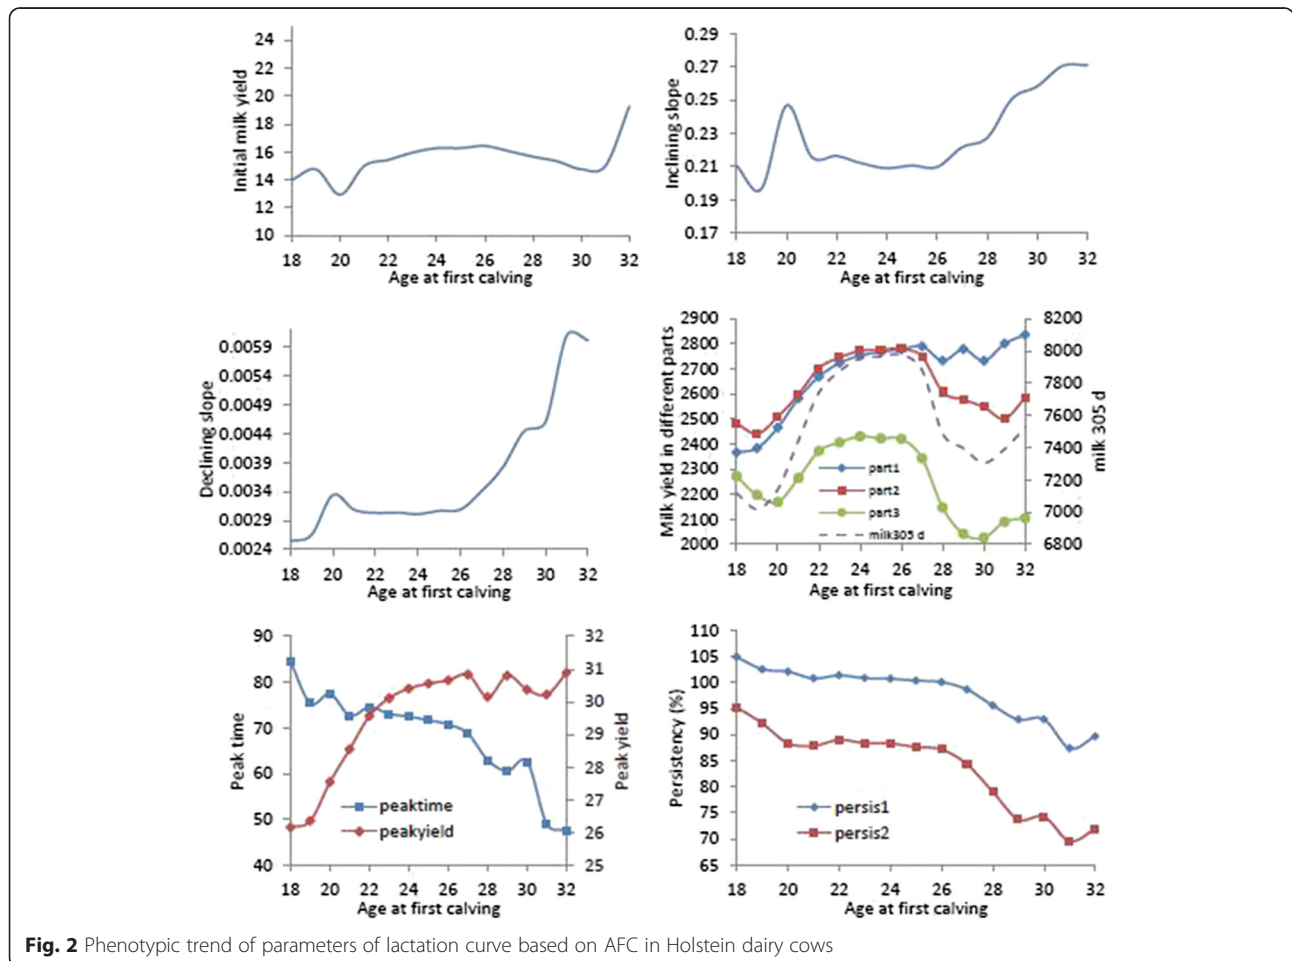 24
22
20
18
16
14
12
10
Initial milk yield
18 20 22 24 26 28 30 32
Age at first calving
0.29
0.27
0.25
0.23
0.21
0.19
0.17
Inclining slope
18 20 22 24 26 28 30 32
Age at first calving
0.0059
0.0054
0.0049
0.0044
0.0039
0.0034
0.0029
0.0024
Declining slope
18 20 22 24 26 28 30 32
Age at first calving
2900
2800
2700
2600
2500
2400
2300
2200
2100
2000
Milk yield in different parts
8200
8000
7800
7600
7400
7200
7000
6800
milk 305 d
part1
part2
part3
milk305 d
18 20 22 24 26 28 30 32
Age at first calving
90
80
70
60
50
40
Peak time
32
31
30
29
28
27
26
25
Peak yield
peaktime
peakyield
18 20 22 24 26 28 30 32
Age at first calving
110
105
100
95
90
85
80
75
70
65
Persistency (%)
persis1
persis2
18 20 22 24 26 28 30 32
Age at first calving
Fig. 2 Phenotypic trend of parameters of lactation curve based on AFC in Holstein dairy cows